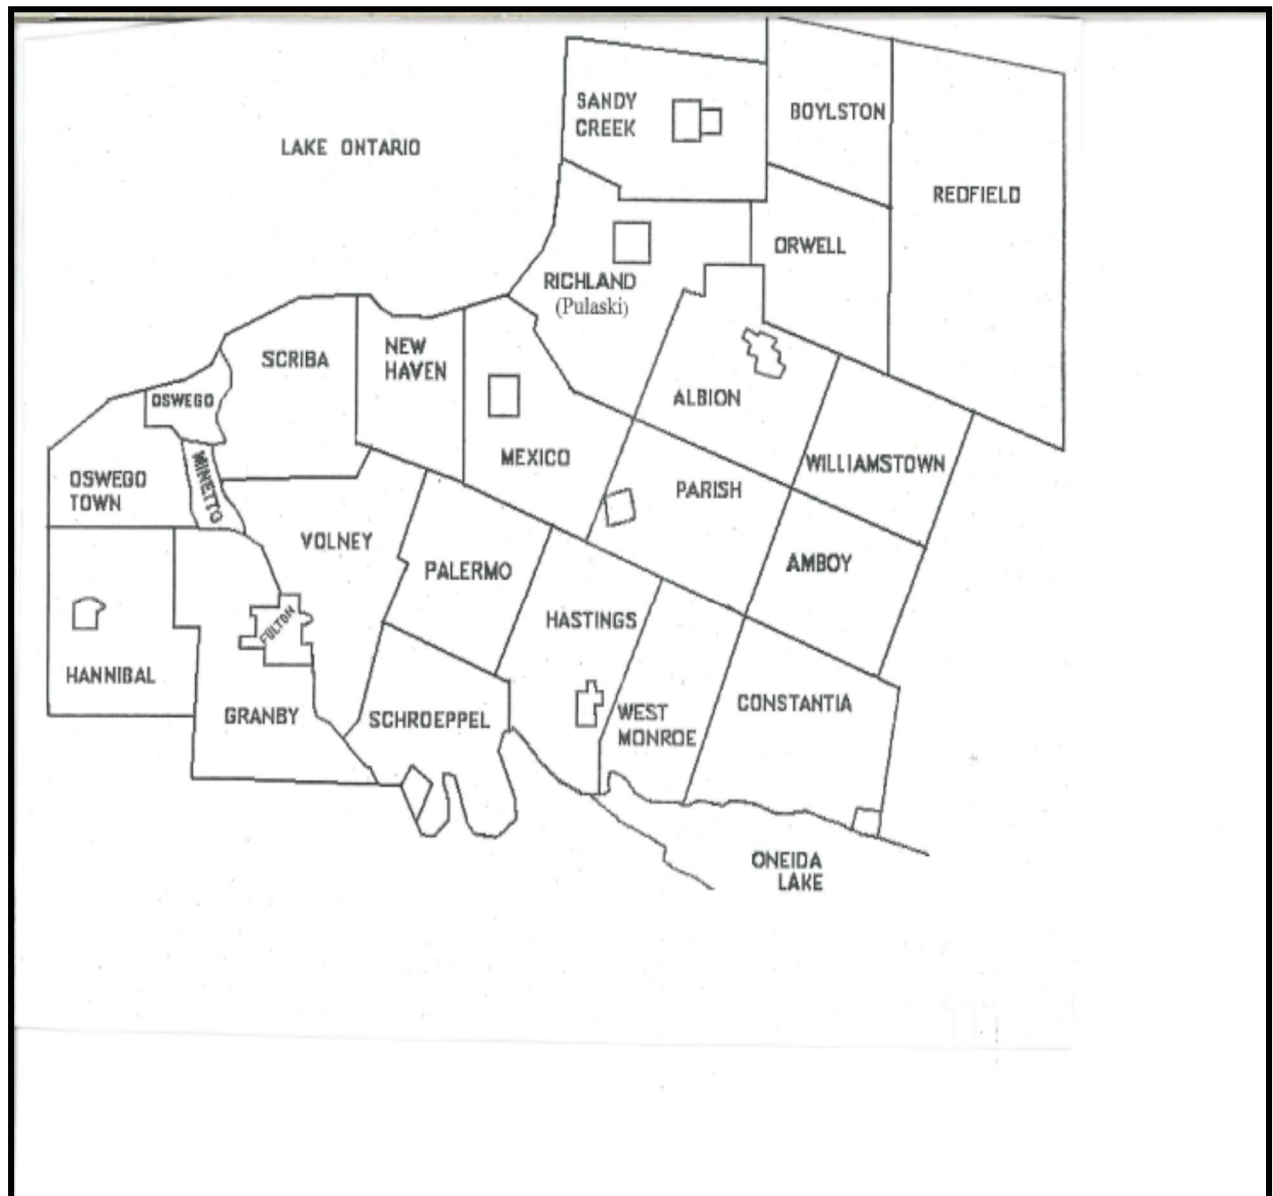 SANDY
CREEK
BOYLSTON
LAKE ONTARIO
REDFIELD
ORWELL
RICHLAND
(Pulaski)
SCRIBA
NEW
HAVEN
OSWEGO
ALBION
MEXICO
WILLIAMSTOWN
OSWEGO
TOWN
MINETTO
PARISH
VOLNEY
PALERMO
AMBOY
HASTINGS
FULTON
HANNIBAL
GRANBY
SCHROEPPEL
WEST
MONROE
CONSTANTIA
ONEIDA
LAKE